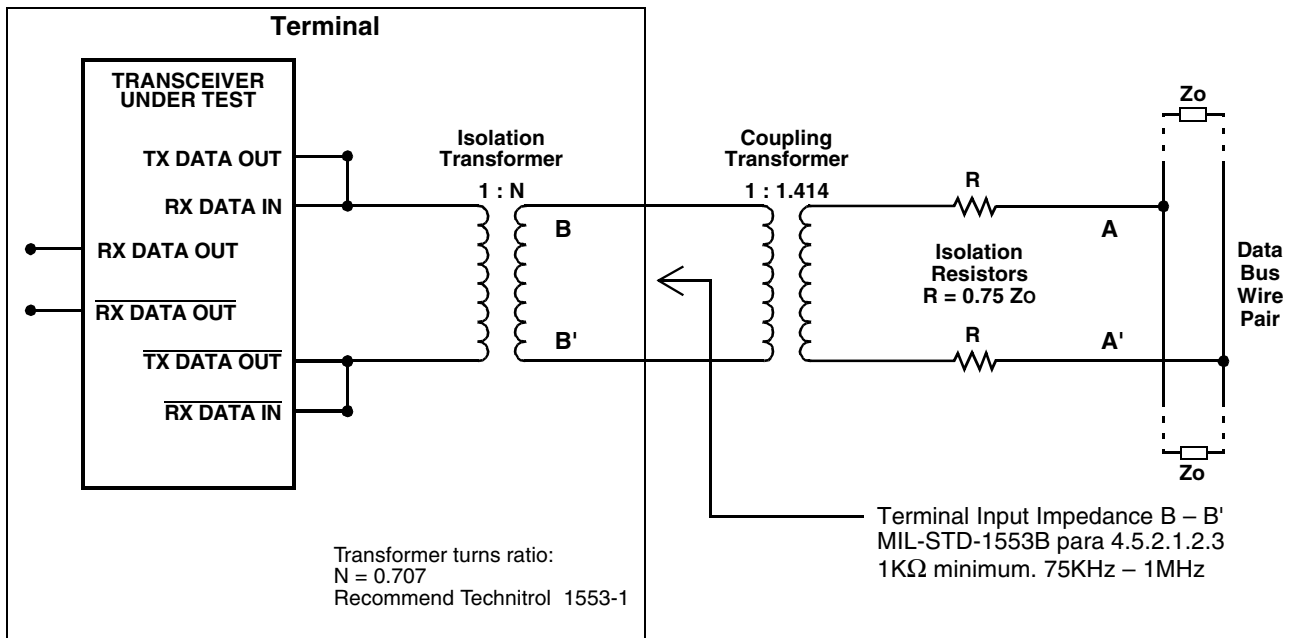 Terminal
TRANSCEIVER
UNDER TEST
TX DATA OUT
RX DATA IN
RX DATA OUT
RX DATA OUT
TX DATA OUT
RX DATA IN
Isolation
Transformer
1 : N
B
B'
Coupling
Transformer
1 : 1.414
R
A
Isolation
Resistors
R = 0.75 Zo
R
A'
Zo
Data
Bus
Wire
Pair
Zo
Terminal Input Impedance B – B'
MIL-STD-1553B para 4.5.2.1.2.3
1KΩ minimum. 75KHz – 1MHz
Transformer turns ratio:
N = 0.707
Recommend Technitrol 1553-1